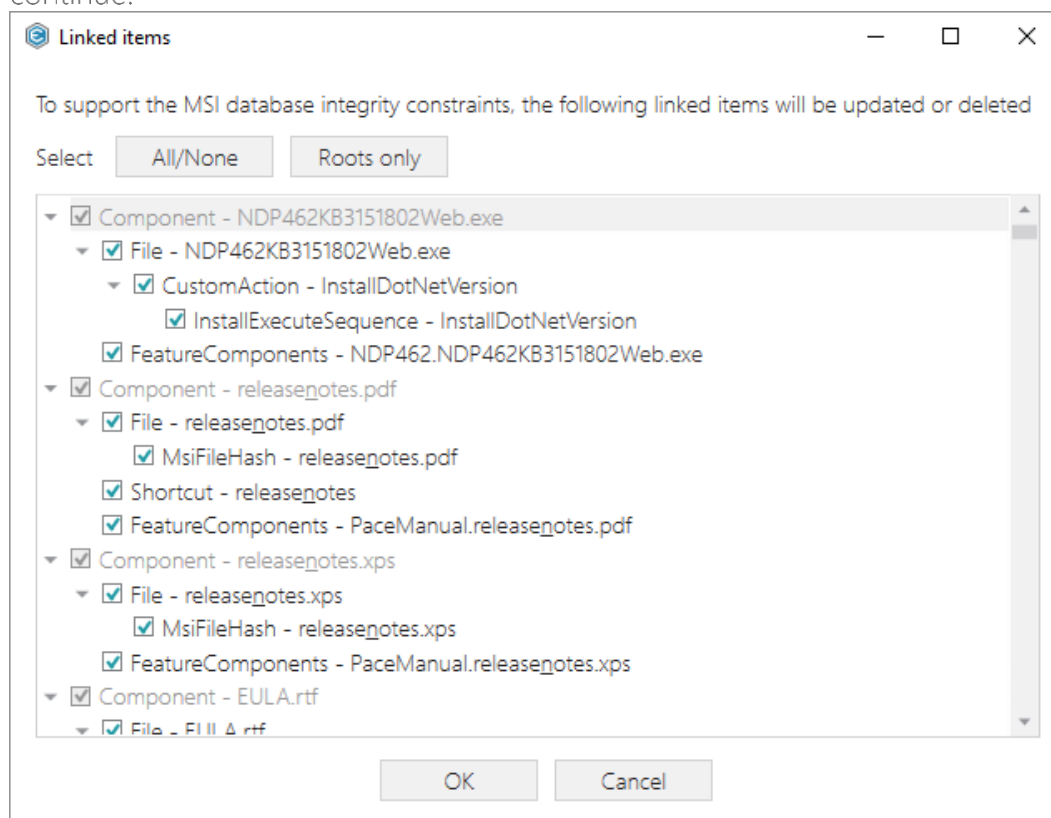 continue.
Linked items
To support the MSI database integrity constraints, the following linked items will be updated or deleted
Select All/None Roots only
Component - NDP462KB3151802Web.exe
File - NDP462KB3151802Web.exe
CustomAction - InstallDotNetVersion
InstallExecuteSequence - InstallDotNetVersion
FeatureComponents - NDP462.NDP462KB3151802Web.exe
Component - releasenotes.pdf
File - releasenotes.pdf
MsiFileHash - releasenotes.pdf
Shortcut - releasenotes
FeatureComponents - PaceManual.releasenotes.pdf
Component - releasenotes.xps
File - releasenotes.xps
MsiFileHash - releasenotes.xps
FeatureComponents - PaceManual.releasenotes.xps
Component - EULA.rtf
File - EULA.rtf
OK Cancel